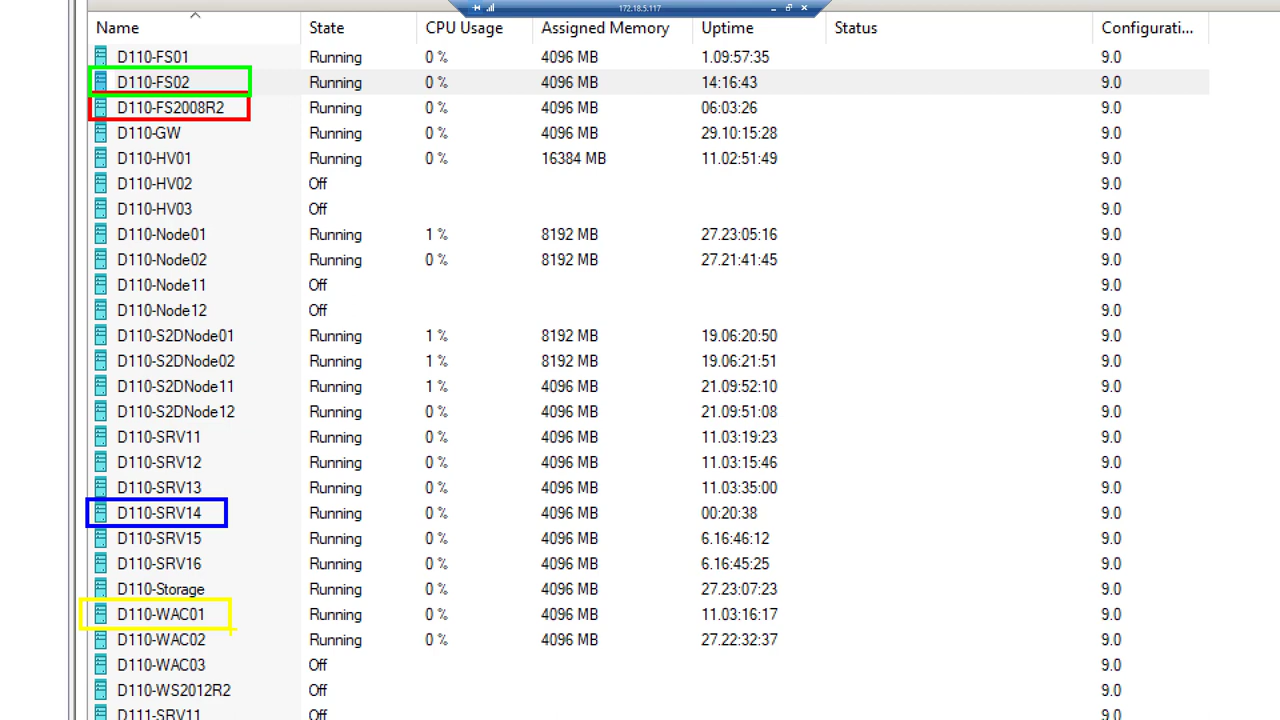 172.18.5.117
Name State CPU Usage Assigned Memory Uptime Status Configurati...
D110-FS01 Running 0 % 4096 MB 1.09:57:35 9.0
D110-FS02 Running 0 % 4096 MB 14:16:43 9.0
D110-FS2008R2 Running 0 % 4096 MB 06:03:26 9.0
D110-GW Running 0 % 4096 MB 29.10:15:28 9.0
D110-HV01 Running 0 % 16384 MB 11.02:51:49 9.0
D110-HV02 Off 9.0
D110-HV03 Off 9.0
D110-Node01 Running 1 % 8192 MB 27.23:05:16 9.0
D110-Node02 Running 0 % 8192 MB 27.21:41:45 9.0
D110-Node11 Off 9.0
D110-Node12 Off 9.0
D110-S2DNode01 Running 1 % 8192 MB 19.06:20:50 9.0
D110-S2DNode02 Running 1 % 8192 MB 19.06:21:51 9.0
D110-S2DNode11 Running 1 % 4096 MB 21.09:52:10 9.0
D110-S2DNode12 Running 0 % 4096 MB 21.09:51:08 9.0
D110-SRV11 Running 0 % 4096 MB 11.03:19:23 9.0
D110-SRV12 Running 0 % 4096 MB 11.03:15:46 9.0
D110-SRV13 Running 0 % 4096 MB 11.03:35:00 9.0
D110-SRV14 Running 0 % 4096 MB 00:20:38 9.0
D110-SRV15 Running 0 % 4096 MB 6.16:46:12 9.0
D110-SRV16 Running 0 % 4096 MB 6.16:45:25 9.0
D110-Storage Running 0 % 4096 MB 27.23:07:23 9.0
D110-WAC01 Running 0 % 4096 MB 11.03:16:17 9.0
D110-WAC02 Running 0 % 4096 MB 27.22:32:37 9.0
D110-WAC03 Off 9.0
D110-WS2012R2 Off 9.0
D111-SRV11 Off 9.0